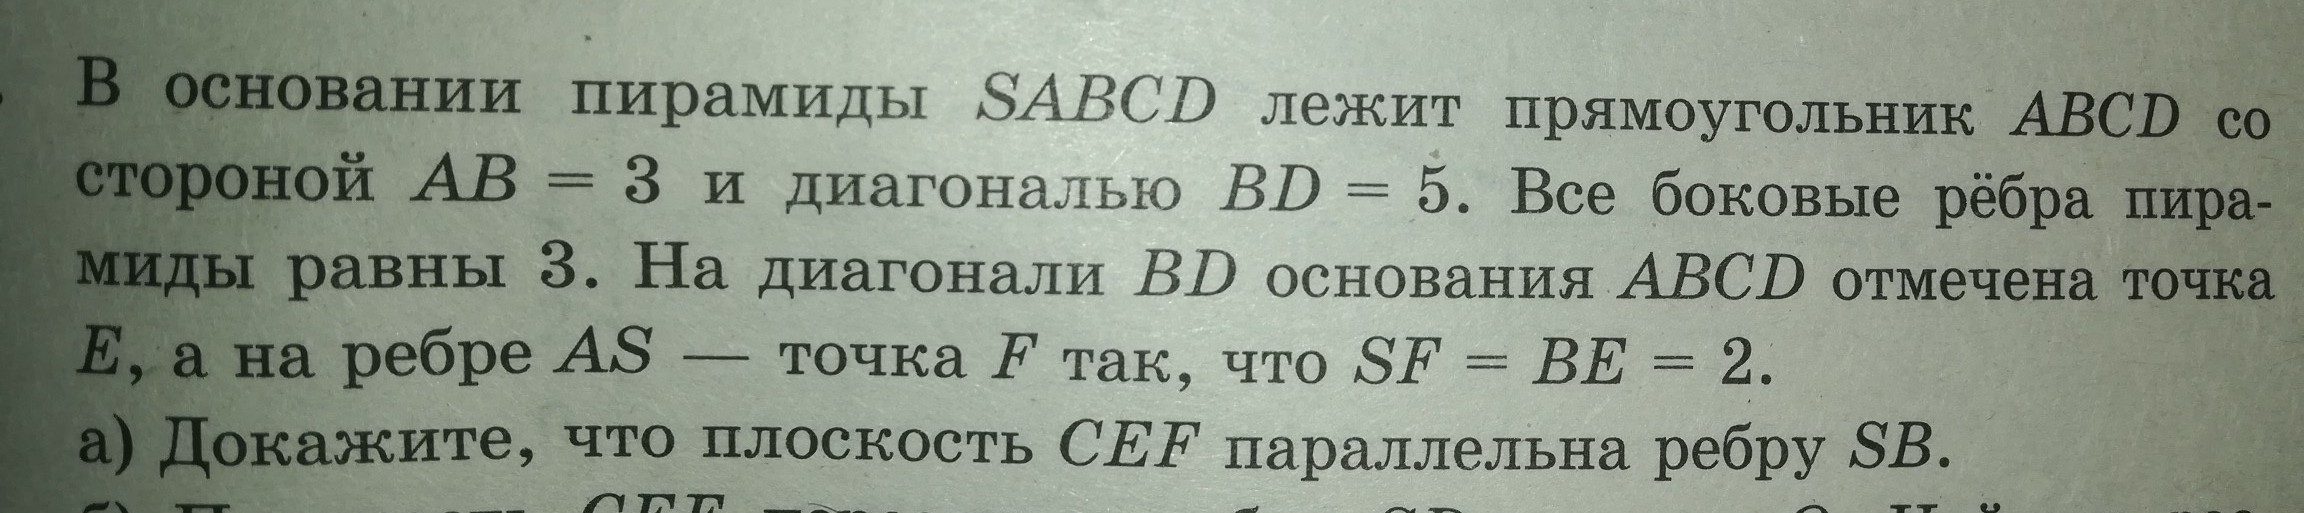 В основании пирамиды SABCD лежит прямоугольник ABCD со
стороной AB = 3 и диагональю BD = 5. Все боковые рёбра пира-
миды равны 3. На диагонали BD основания ABCD отмечена точка
E, а на ребре AS — точка F так, что SF = BE = 2.
а) Докажите, что плоскость CEF параллельна ребру SB.
CEF